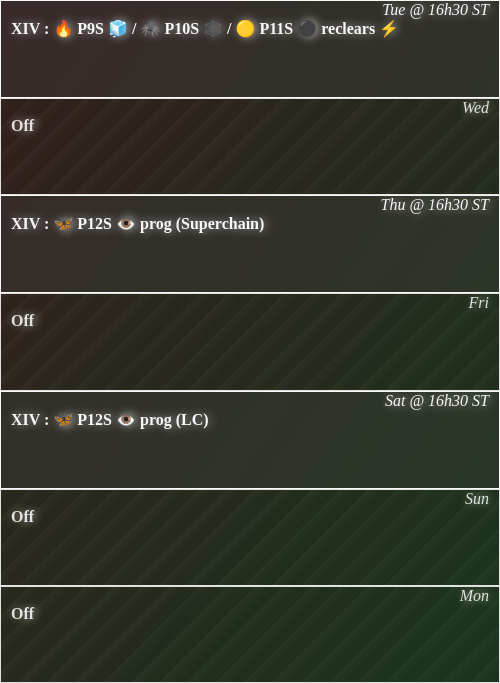 Tue @ 16h30 ST
XIV : 🔥 P9S 🧊 / 🕷️ P10S 🕸️ / 🟡 P11S ⚫ reclears ⚡
Wed
Off
Thu @ 16h30 ST
XIV : 🦋 P12S 👁️ prog (Superchain)
Fri
Off
Sat @ 16h30 ST
XIV : 🦋 P12S 👁️ prog (LC)
Sun
Off
Mon
Off